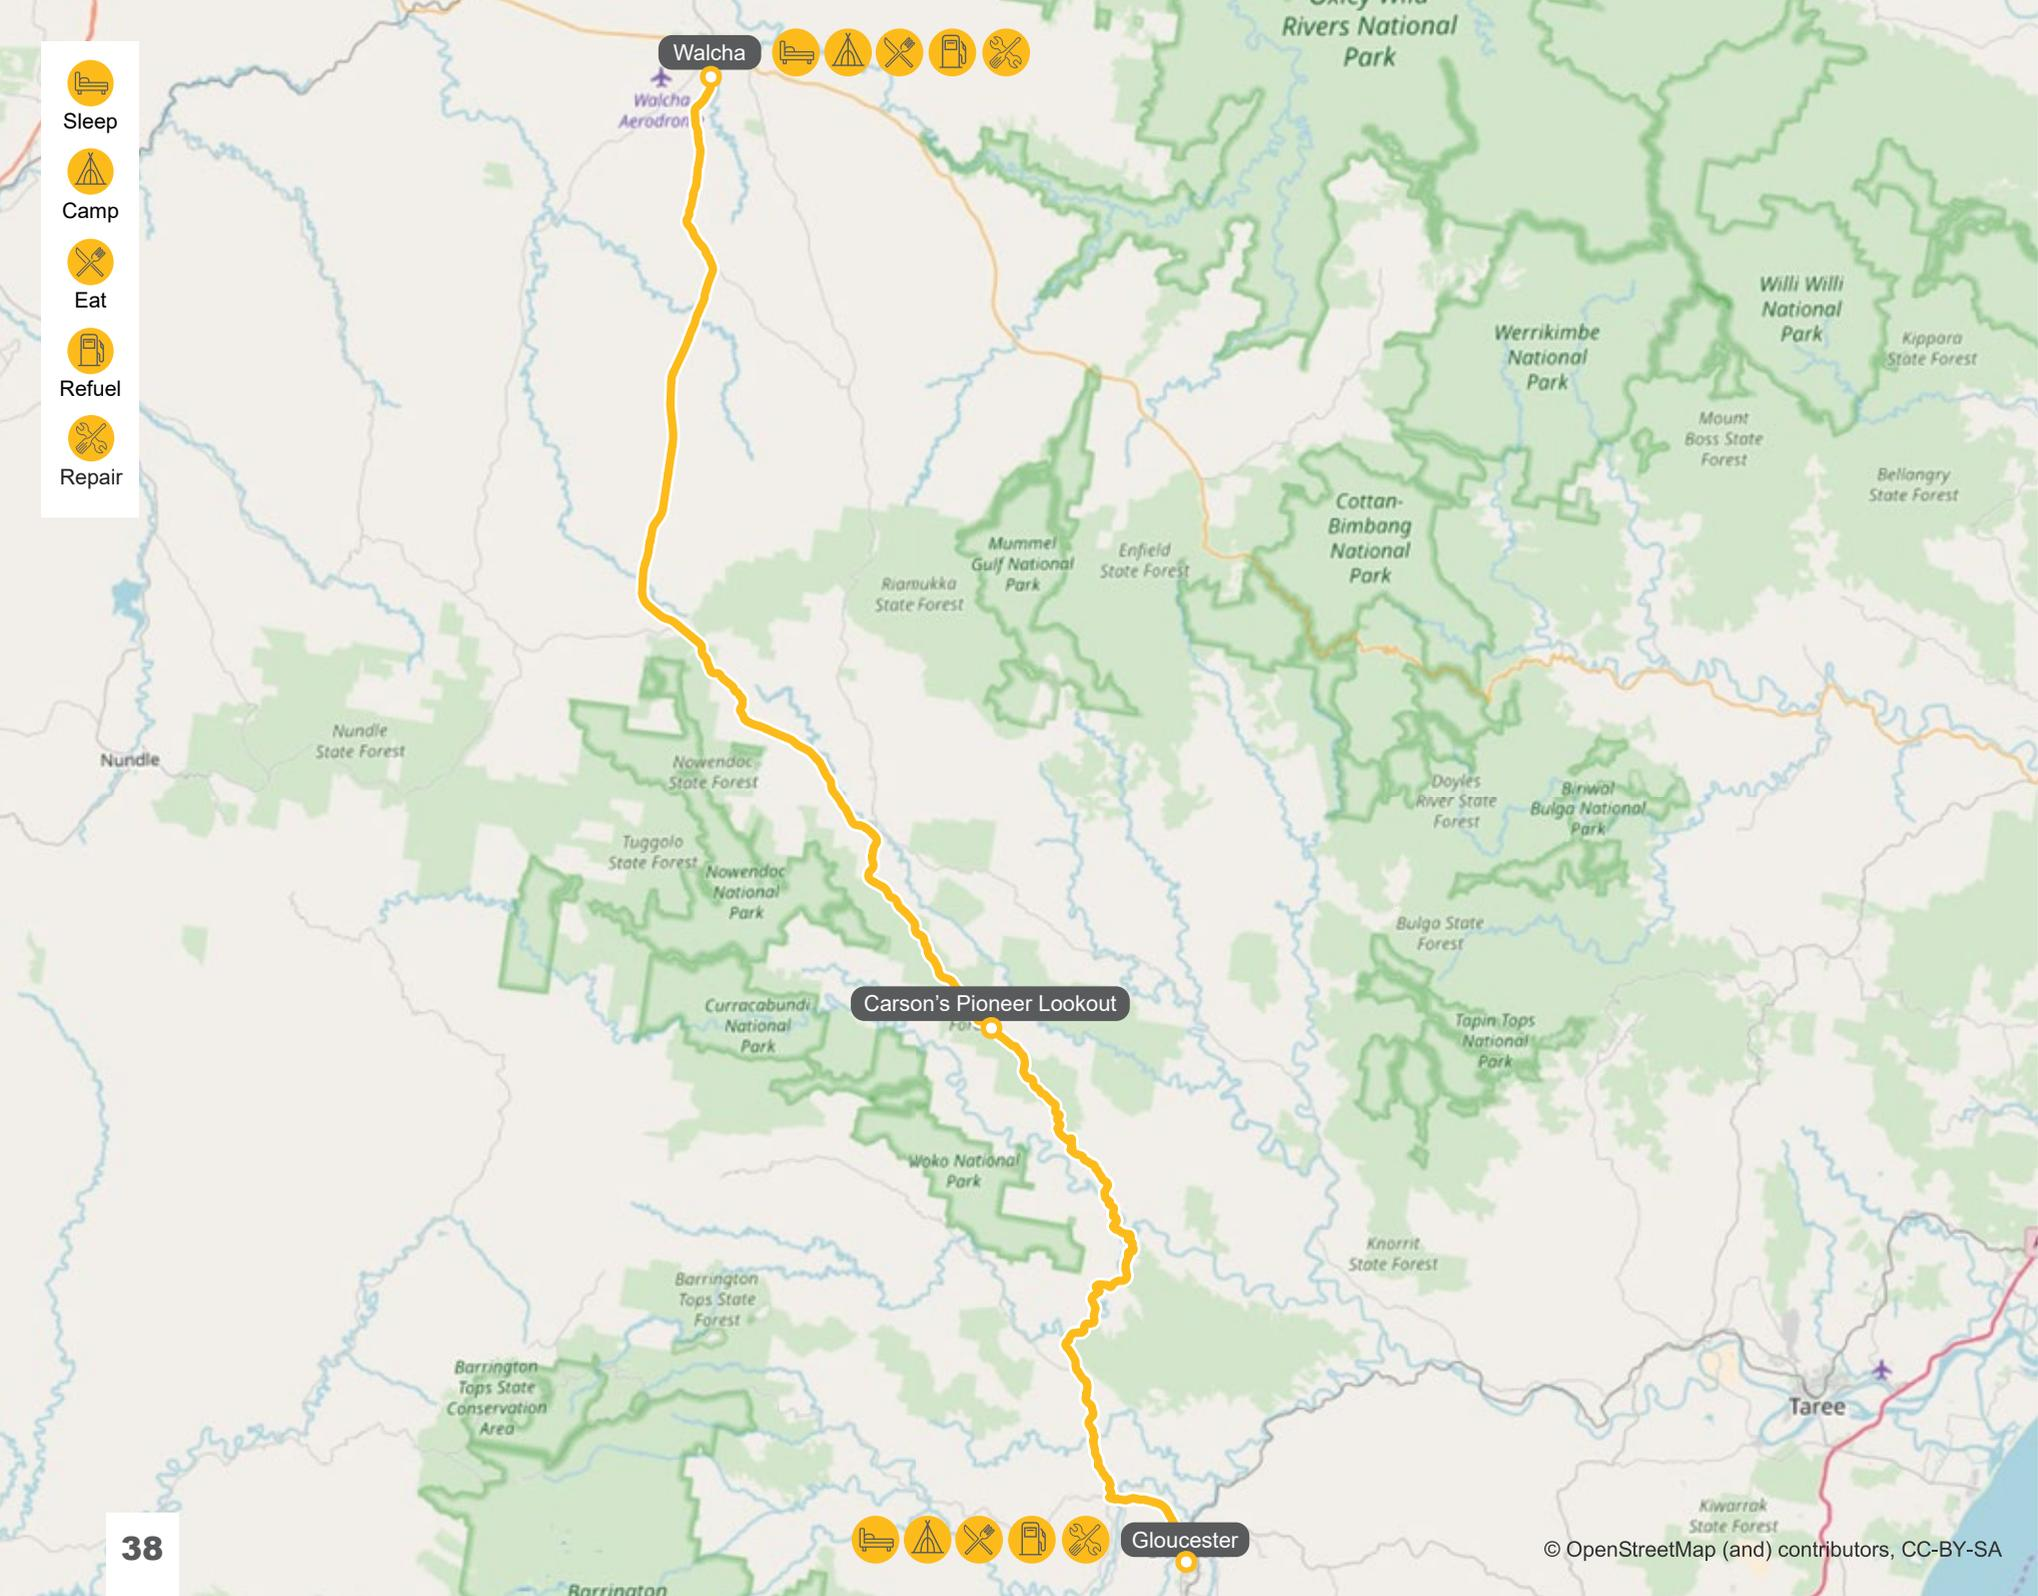 Oxley Wild
Rivers National
Park
Walcha
Walcha
Aerodrome
Sleep
Camp
Eat
Refuel
Repair
Willi Willi
National
Park
Werrikimbe
National
Park
Kippara
State Forest
Mount
Boss State
Forest
Bellangry
State Forest
Cottan-
Bimbang
National
Park
Mummel
Gulf National
Park
Enfield
State Forest
Riamukka
State Forest
Nundle
State Forest
Nundle
Nowendoc
State Forest
Tuggolo
State Forest
Nowendoc
National
Park
Doyles
River State
Forest
Biriwal
Bulga National
Park
Bulga State
Forest
Carson's Pioneer Lookout
Curracabundi
National
Park
Tapin Tops
National
Park
Woko National
Park
Knorrit
State Forest
Barrington
Tops State
Forest
Barrington
Tops State
Conservation
Area
Taree
Kiwarrak
State Forest
Gloucester
38
© OpenStreetMap (and) contributors, CC-BY-SA
Barrington